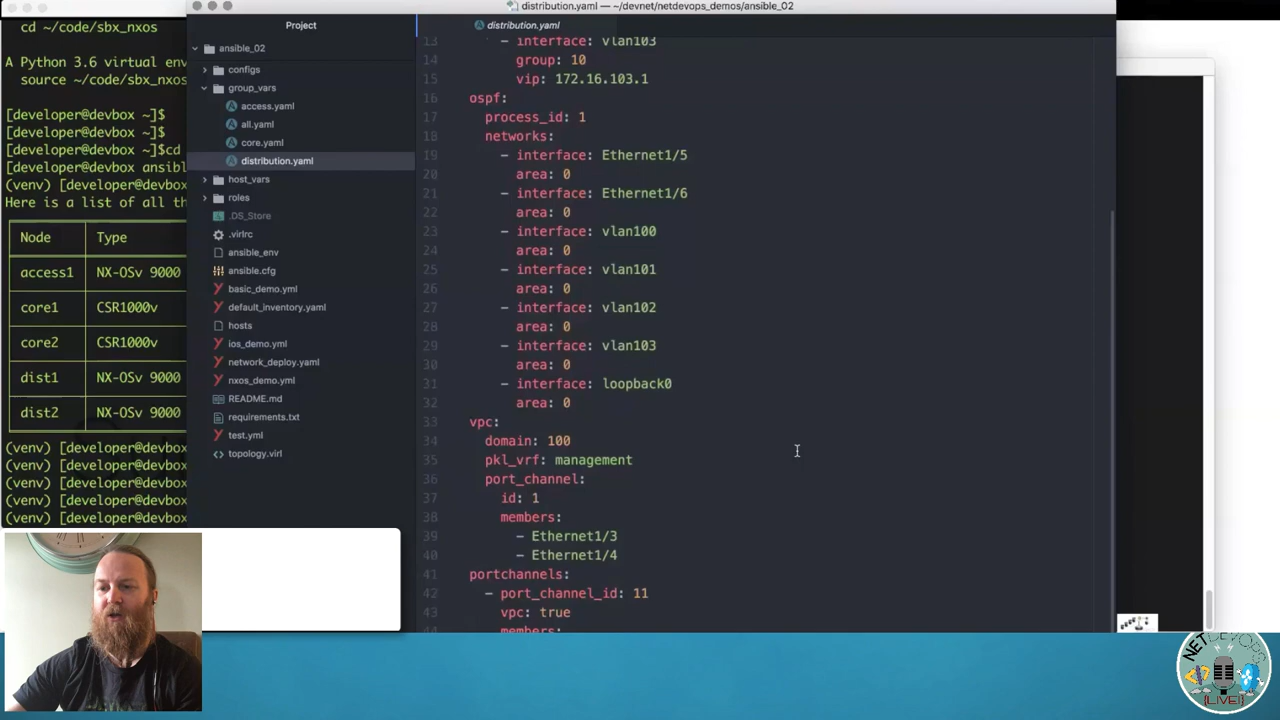 cd ~/code/sbx_nxos
A Python 3.6 virtual env
source ~/code/sbx_nxos
[developer@devbox ~]$
[developer@devbox ~]$
[developer@devbox ~]$cd
[developer@devbox ansibl
(venv) [developer@devbox
Here is a list of all th
Node Type
access1 NX-OSv 9000
core1 CSR1000v
core2 CSR1000v
dist1 NX-OSv 9000
dist2 NX-OSv 9000
(venv) [developer@devbox
(venv) [developer@devbox
(venv) [developer@devbox
(venv) [developer@devbox
(venv) [developer@devbox
distribution.yaml — ~/devnet/netdevops_demos/ansible_02
Project
ansible_02
configs
group_vars
access.yaml
all.yaml
core.yaml
distribution.yaml
host_vars
roles
.DS_Store
.virlrc
ansible_env
ansible.cfg
basic_demo.yml
default_inventory.yaml
hosts
ios_demo.yml
network_deploy.yaml
nxos_demo.yml
README.md
requirements.txt
test.yml
topology.virl
distribution.yaml
13 - interface: vlan103
14 group: 10
15 vip: 172.16.103.1
16 ospf:
17 process_id: 1
18 networks:
19 - interface: Ethernet1/5
20 area: 0
21 - interface: Ethernet1/6
22 area: 0
23 - interface: vlan100
24 area: 0
25 - interface: vlan101
26 area: 0
27 - interface: vlan102
28 area: 0
29 - interface: vlan103
30 area: 0
31 - interface: loopback0
32 area: 0
33 vpc:
34 domain: 100
35 pkl_vrf: management
36 port_channel:
37 id: 1
38 members:
39 - Ethernet1/3
40 - Ethernet1/4
41 portchannels:
42 - port_channel_id: 11
43 vpc: true
44 members:
NETDEVOPS
{LIVE!}